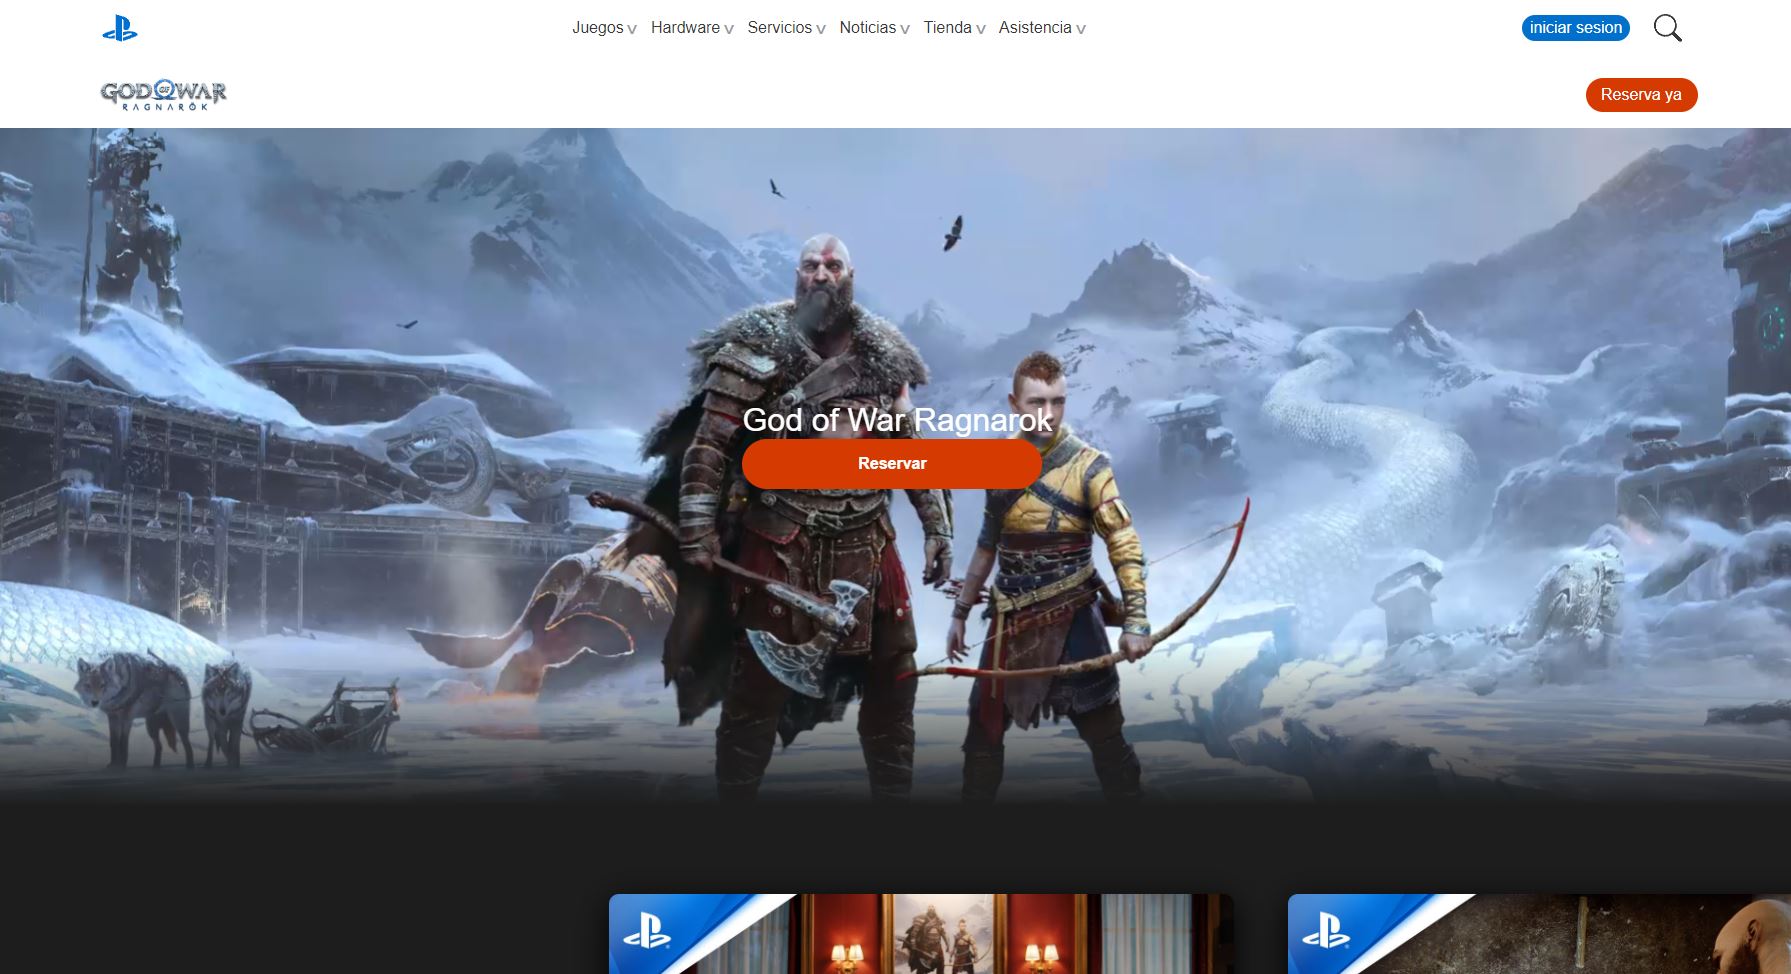 Juegos v Hardware v Servicios v Noticias v Tienda v Asistencia v
iniciar sesion
GOD OF WAR
RAGNARÖK
Reserva ya
God of War Ragnarok
Reservar